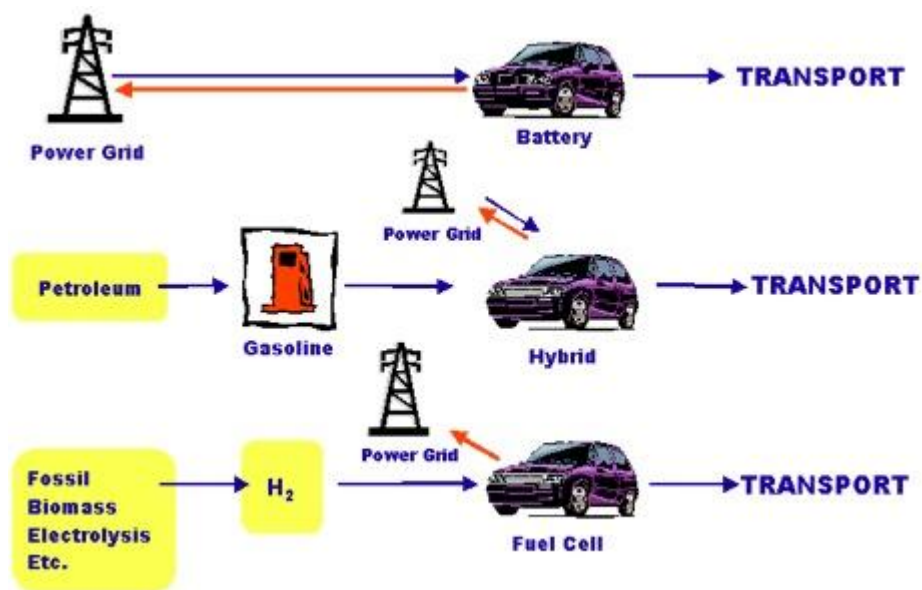 TRANSPORT
Power Grid
Battery
Power Grid
Petroleum
TRANSPORT
Gasoline
Hybrid
Power Grid
Fossil
Biomass
Electrolysis
Etc.
H₂
TRANSPORT
Fuel Cell